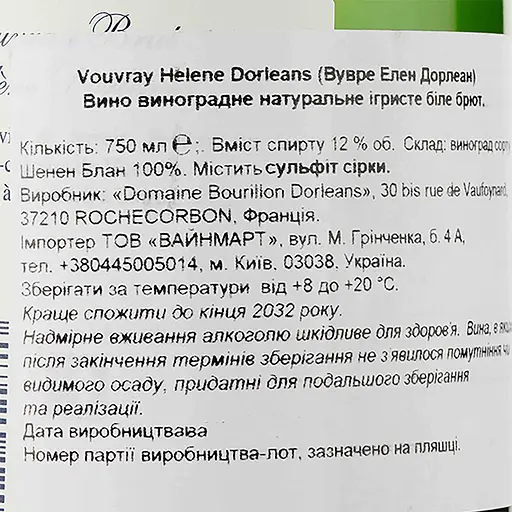 Vouvray Helene Dorleans (Вувре Елен Дорлеан)
Вино виноградне натуральне ігристе біле брют.
Кількість: 750 мл ℮;. Вміст спирту 12 % об. Склад: виноград сорту
Шенен Блан 100%. Містить сульфіт сірки.
Виробник: «Domaine Bourillon Dorleans», 30 bis rue de Vaufoynard,
37210 ROCHECORBON, Франція.
Імпортер ТОВ «ВАЙНМАРТ», вул. М. Грінченка, б. 4 А,
тел. +380445005014, м. Київ, 03038, Україна.
Зберігати за температури від +8 до +20 °С.
Краще спожити до кінця 2032 року.
Надмірне вживання алкоголю шкідливе для здоров'я. Вина, в яких
після закінчення термінів зберігання не з'явилося помутніння чи
видимого осаду, придатні для подальшого зберігання
та реалізації.
Дата виробництвава
Номер партії виробництва-лот, зазначено на пляшці.